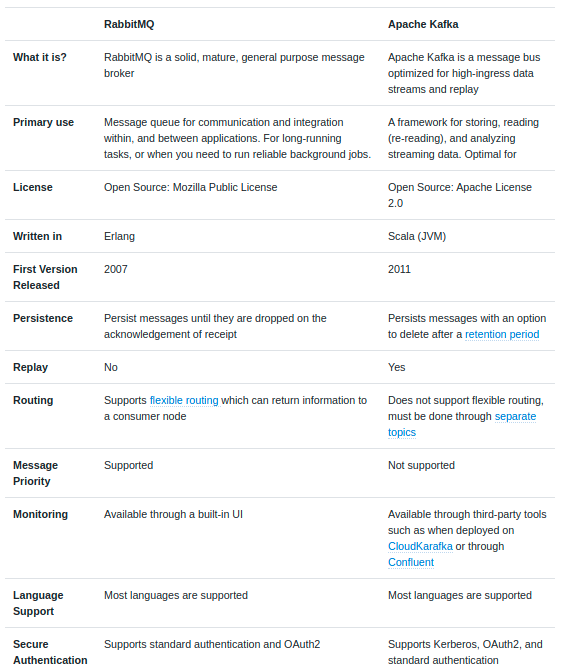 RabbitMQ Apache Kafka
What it is? RabbitMQ is a solid, mature, general purpose message Apache Kafka is a message bus
broker optimized for high-ingress data
streams and replay
Primary use Message queue for communication and integration A framework for storing, reading
within, and between applications. For long-running (re-reading), and analyzing
tasks, or when you need to run reliable background jobs. streaming data. Optimal for
License Open Source: Mozilla Public License Open Source: Apache License
2.0
Written in Erlang Scala (JVM)
First Version 2007 2011
Released
Persistence Persist messages until they are dropped on the Persists messages with an option
acknowledgement of receipt to delete after a retention period
Replay No Yes
Routing Supports flexible routing which can return information to Does not support flexible routing,
a consumer node must be done through separate
topics
Message Supported Not supported
Priority
Monitoring Available through a built-in UI Available through third-party tools
such as when deployed on
CloudKarafka or through
Confluent
Language Most languages are supported Most languages are supported
Support
Secure Supports standard authentication and OAuth2 Supports Kerberos, OAuth2, and
Authentication standard authentication